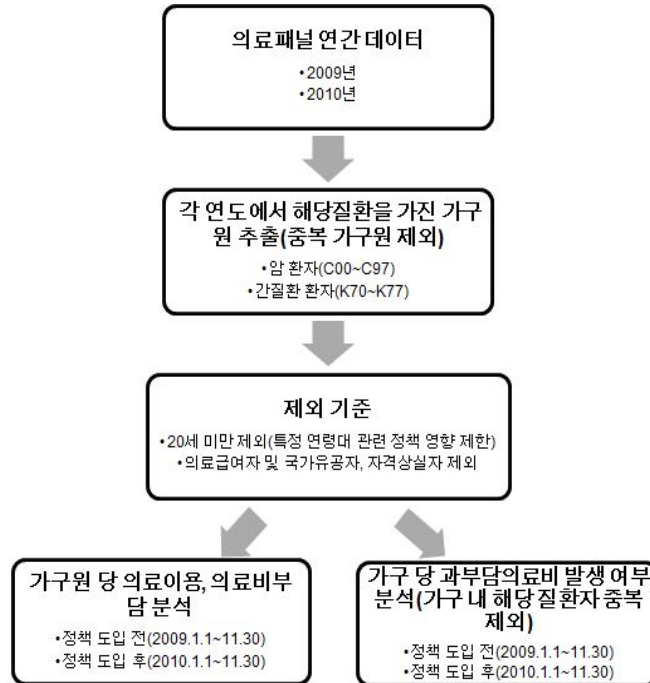 의료패널 연간 데이터
•2009년
•2010년
각 연도에서 해당질환을 가진 가구
원 추출(중복 가구원 제외)
•암 환자(C00~C97)
•간질환 환자(K70~K77)
제외 기준
•20세 미만 제외(특정 연령대 관련 정책 영향 제한)
•의료급여자 및 국가유공자, 자격상실자 제외
가구원 당 의료이용, 의료비부
담 분석
•정책 도입 전(2009.1.1~11.30)
•정책 도입 후(2010.1.1~11.30)
가구 당 과부담의료비 발생 여부
분석(가구 내 해당 질환자 중복
제외)
•정책 도입 전(2009.1.1~11.30)
•정책 도입 후(2010.1.1~11.30)